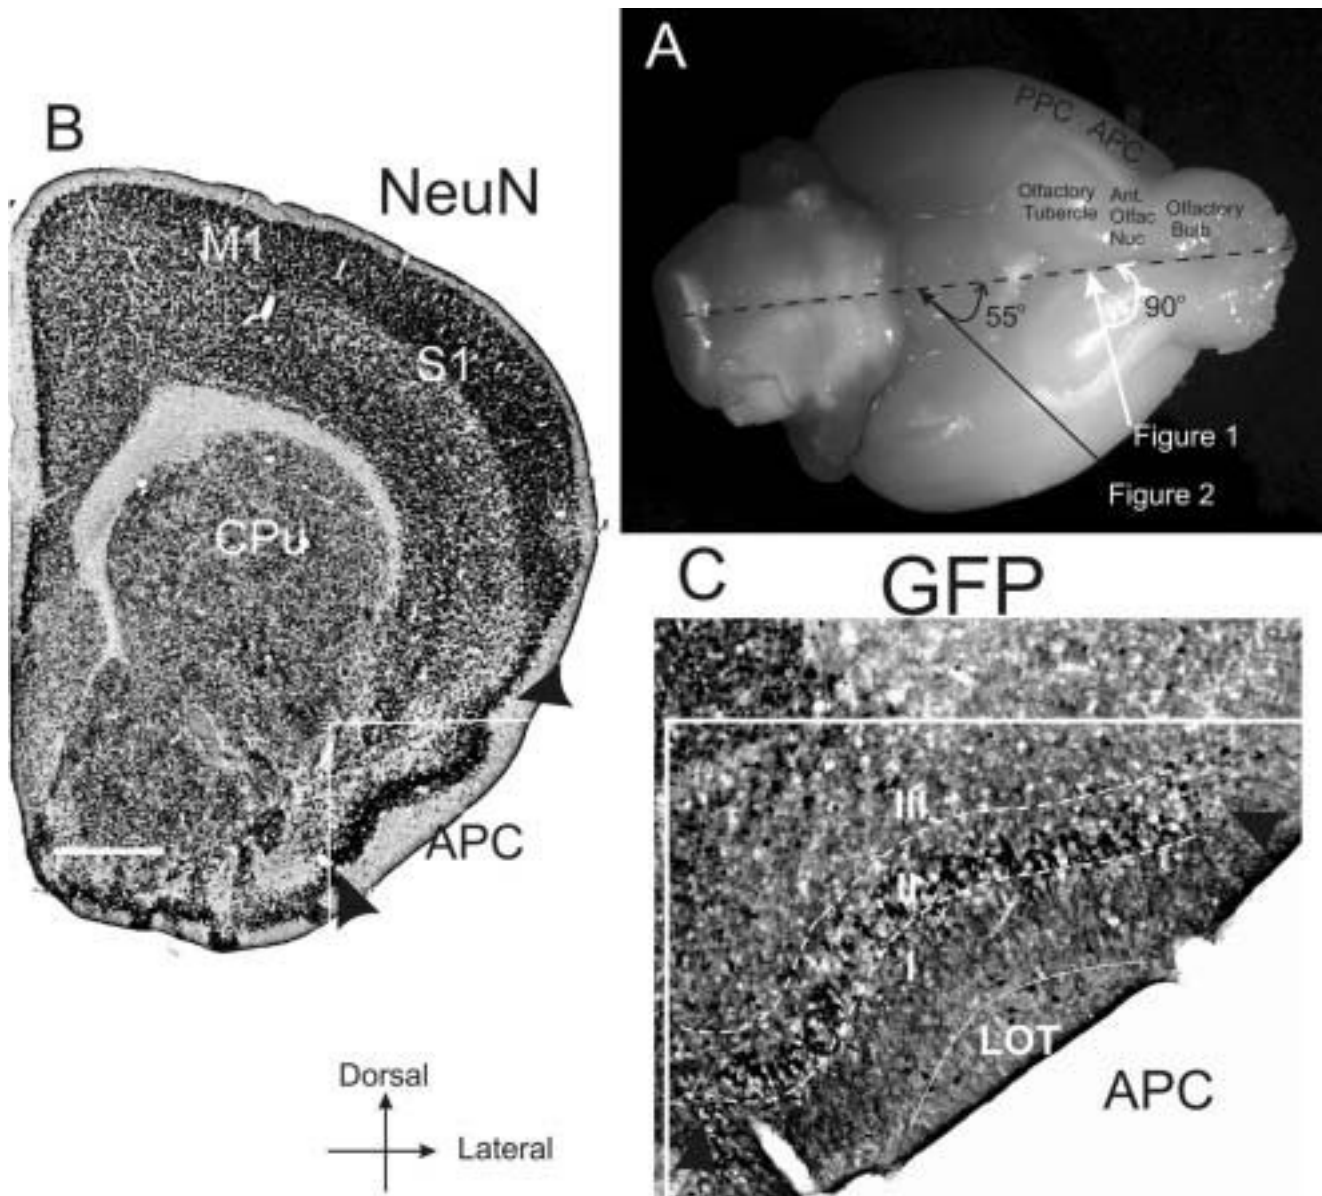 A
PPC APC
Olfactory
Tubercle
Ant.
Olfac
Nuc
Olfactory
Bulb
55°
90°
Figure 1
Figure 2
B
NeuN
M1
S1
CPu
APC
C
GFP
III
II
I
LOT
APC
Dorsal
Lateral